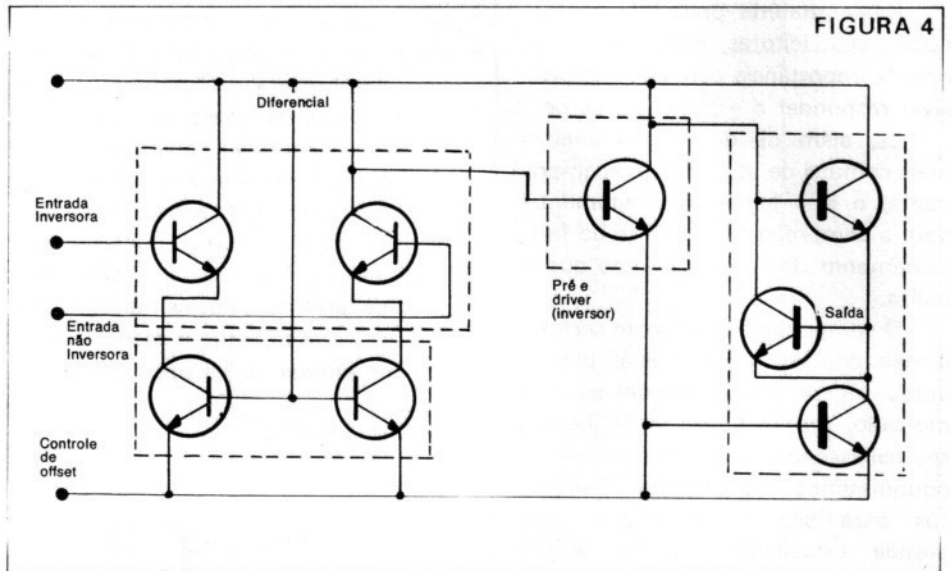 FIGURA 4
Diferencial
Entrada
Inversora
Entrada
não
Inversora
Controle
de
offset
Pré e
driver
(inversor)
Saída